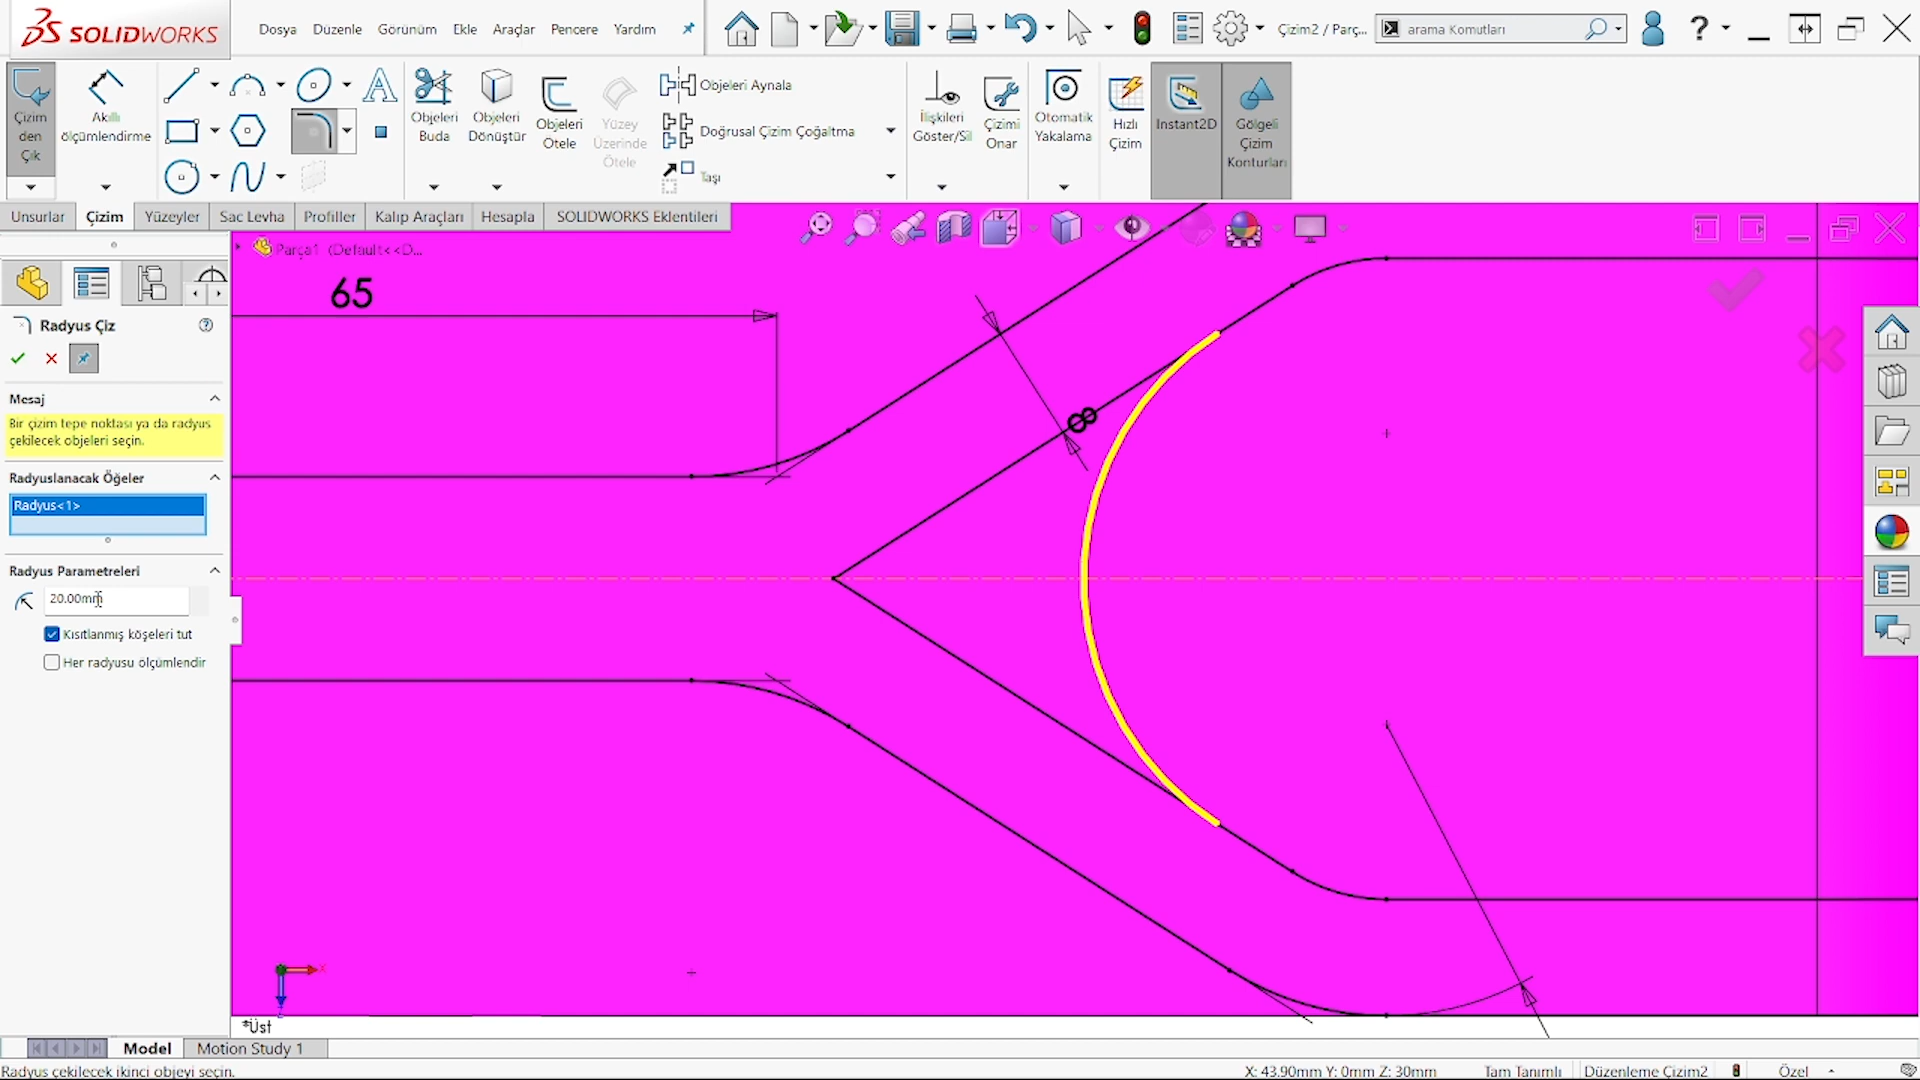 SOLIDWORKS
Dosya Düzenle Görünüm Ekle Araçlar Pencere Yardım
Çizim2 / Parç...
arama Komutları
Çizim den Çık
Akıllı ölçümlendirme
Objeleri Buda
Objeleri Dönüştür
Objeleri Ötele
Yüzey Üzerinde Ötele
Objeleri Aynala
Doğrusal Çizim Çoğaltma
Taşı
İlişkileri Göster/Sil
Çizimi Onar
Otomatik Yakalama
Hızlı Çizim
Instant2D
Gölgeli Çizim Konturları
Unsurlar Çizim Yüzeyler Sac Levha Profiller Kalıp Araçları Hesapla SOLIDWORKS Eklentileri
Parça1 (Default<<D...
65
8
Radyus Çiz
Mesaj
Bir çizim tepe noktası ya da radyus
çekilecek objeleri seçin.
Radyuslanacak Öğeler
Radyus<1>
Radyus Parametreleri
20.00mm
Kısıtlanmış köşeleri tut
Her radyusu ölçümlendir
X
*Üst
Model Motion Study 1
Radyus çekilecek ikinci objeyi seçin.
X: 43.90mm Y: 0mm Z: 30mm Tam Tanımlı Düzenleme Çizim2 Özel